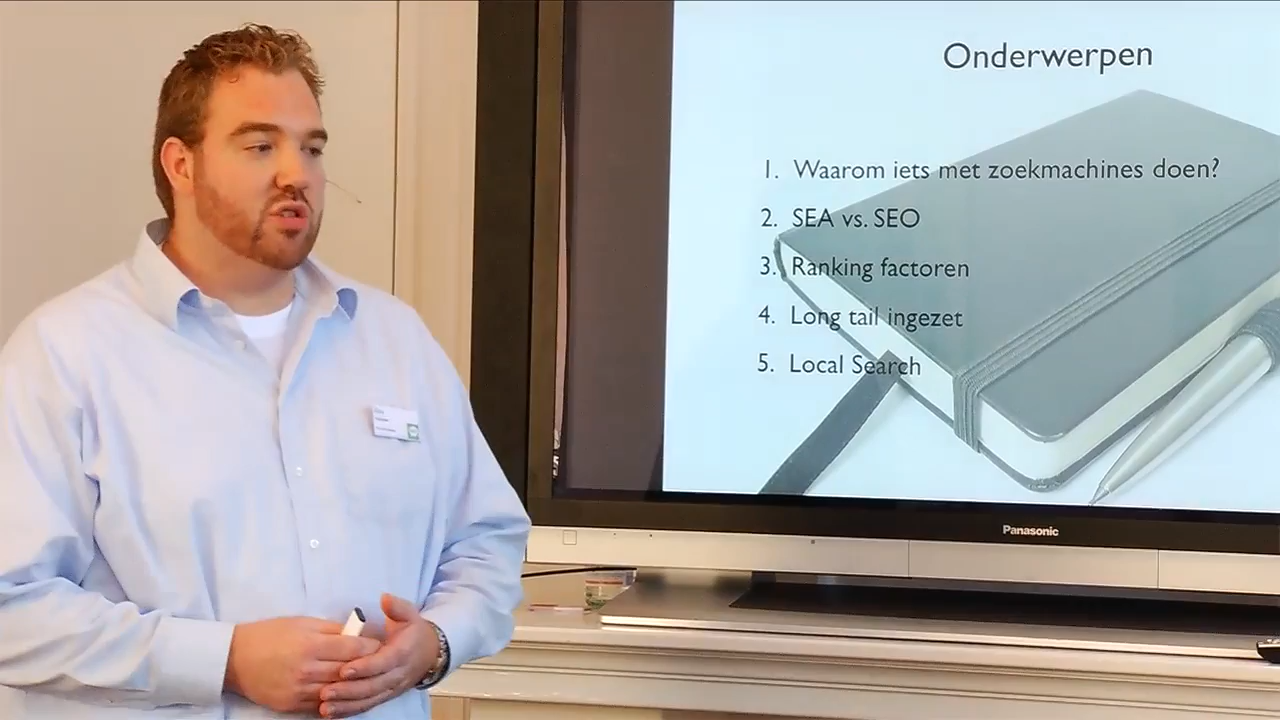 Onderwerpen
1. Waarom iets met zoekmachines doen?
2. SEA vs. SEO
3. Ranking factoren
4. Long tail ingezet
5. Local Search
Panasonic